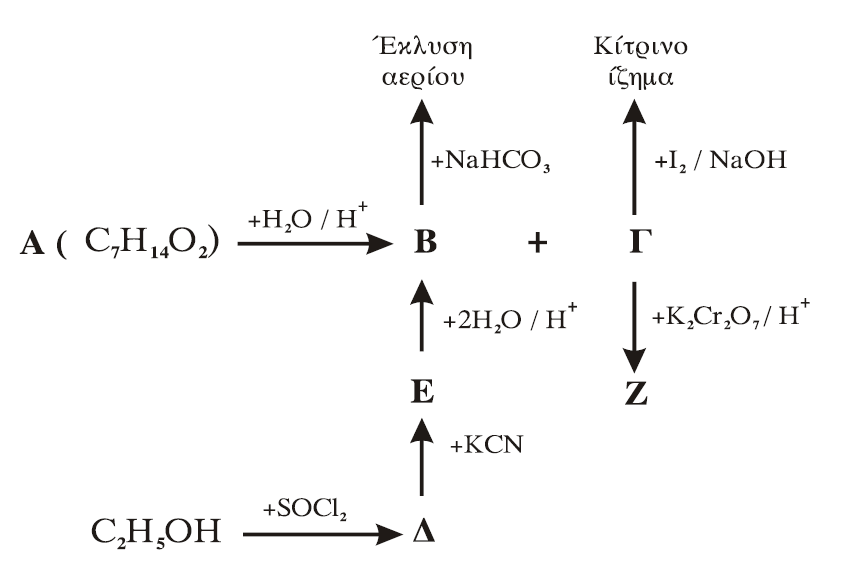 Έκλυση
αερίου
Κίτρινο
ίζημα
+NaHCO₃
+I₂ / NaOH
A ( C₇H₁₄O₂)
+H₂O / H⁺
B
+
Γ
+2H₂O / H⁺
+K₂Cr₂O₇/ H⁺
E
Z
+KCN
C₂H₅OH
+SOCl₂
Δ